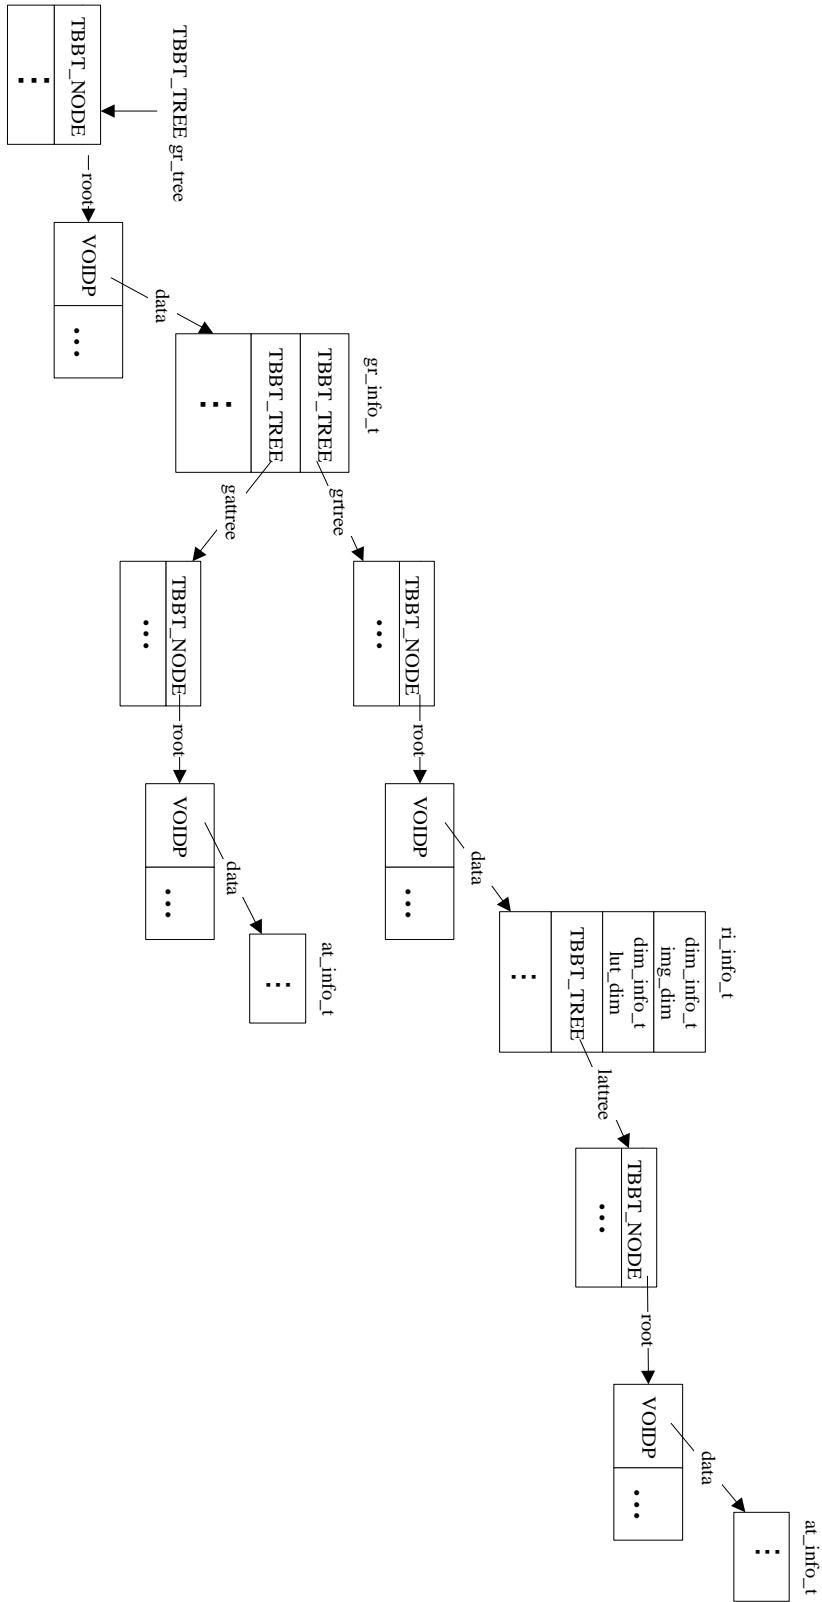 TBBT_TREE gr_tree
TBBT_NODE
...
root
VOIDP
...
data
gr_info_t
TBBT_TREE
TBBT_TREE
...
grtree
gattree
TBBT_NODE
...
root
VOIDP
...
data
ri_info_t
dim_info_t
img_dim
dim_info_t
lut_dim
TBBT_TREE
...
lattree
TBBT_NODE
...
root
VOIDP
...
data
at_info_t
...
TBBT_NODE
...
root
VOIDP
...
data
at_info_t
...